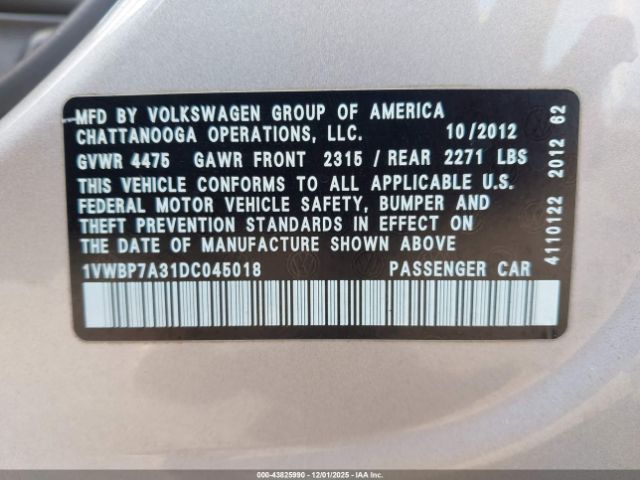 MFD BY VOLKSWAGEN GROUP OF AMERICA
CHATTANOOGA OPERATIONS, LLC. 10/2012
GVWR 4475 GAWR FRONT 2315 / REAR 2271 LBS
THIS VEHICLE CONFORMS TO ALL APPLICABLE U.S.
FEDERAL MOTOR VEHICLE SAFETY, BUMPER AND
THEFT PREVENTION STANDARDS IN EFFECT ON
THE DATE OF MANUFACTURE SHOWN ABOVE
1VWBP7A31DC045018 PASSENGER CAR
4110122 2012 62
000-43825990 12/01/2025 IAAI.COM